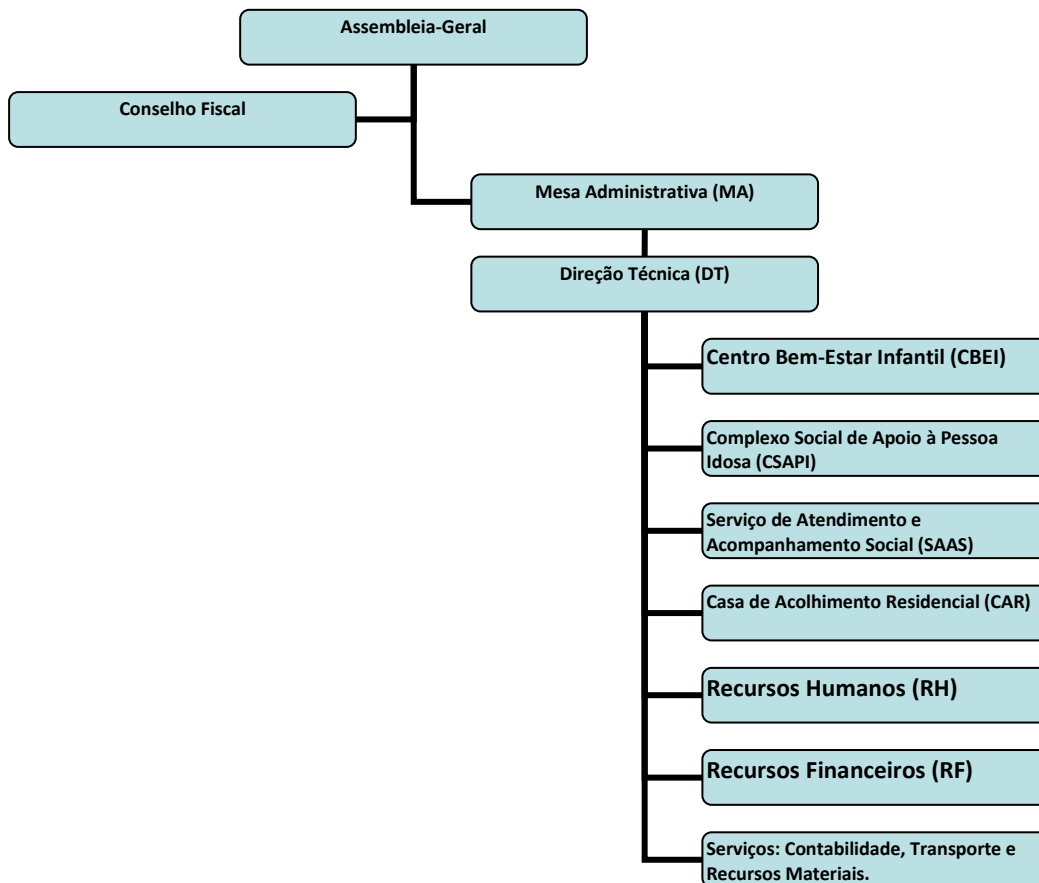 Assembleia-Geral
Conselho Fiscal
Mesa Administrativa (MA)
Direção Técnica (DT)
Centro Bem-Estar Infantil (CBEI)
Complexo Social de Apoio à Pessoa
Idosa (CSAPI)
Serviço de Atendimento e
Acompanhamento Social (SAAS)
Casa de Acolhimento Residencial (CAR)
Recursos Humanos (RH)
Recursos Financeiros (RF)
Serviços: Contabilidade, Transporte e
Recursos Materiais.